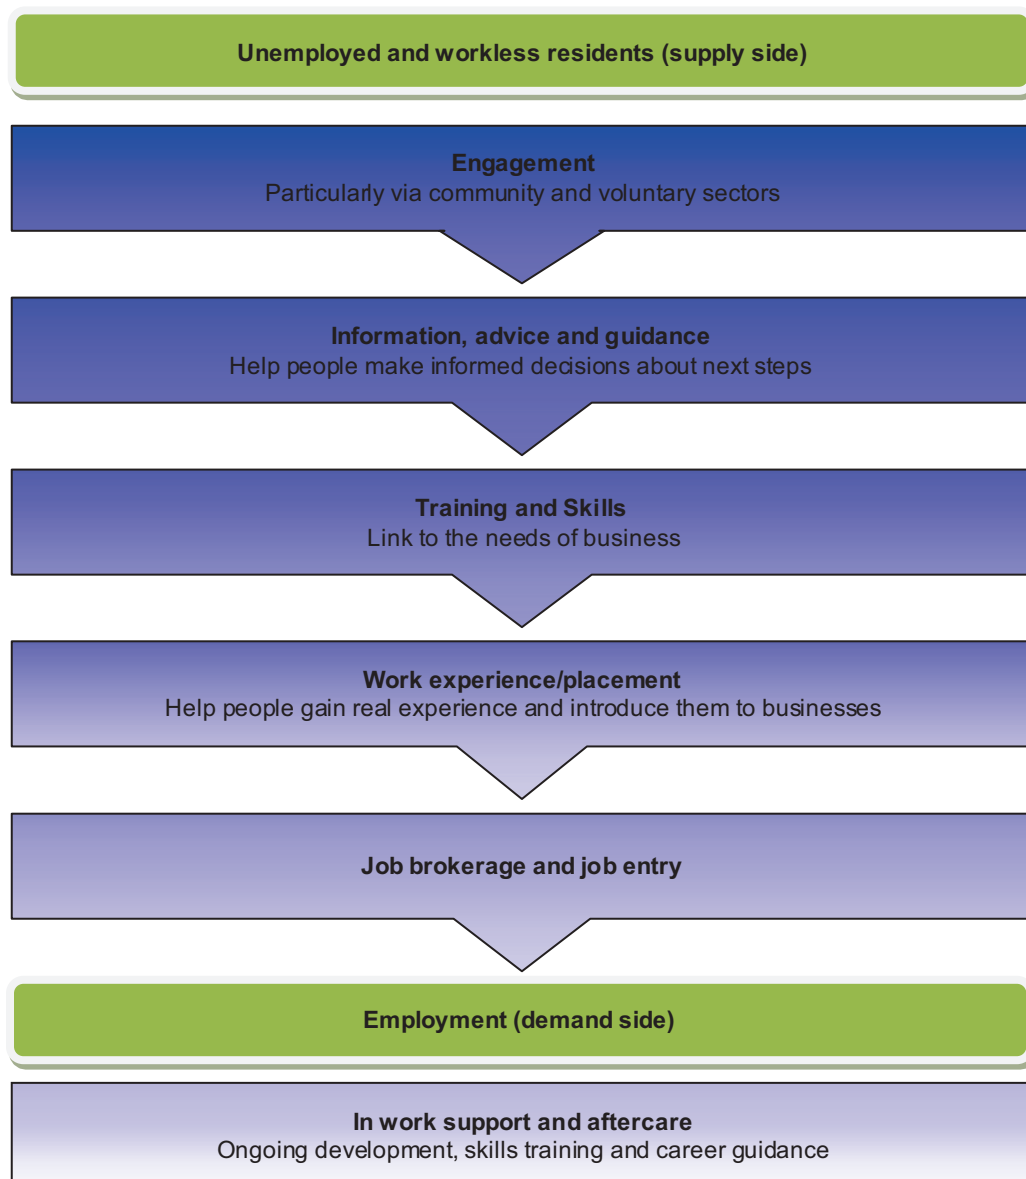 Unemployed and workless residents (supply side)
Engagement
Particularly via community and voluntary sectors
Information, advice and guidance
Help people make informed decisions about next steps
Training and Skills
Link to the needs of business
Work experience/placement
Help people gain real experience and introduce them to businesses
Job brokerage and job entry
Employment (demand side)
In work support and aftercare
Ongoing development, skills training and career guidance